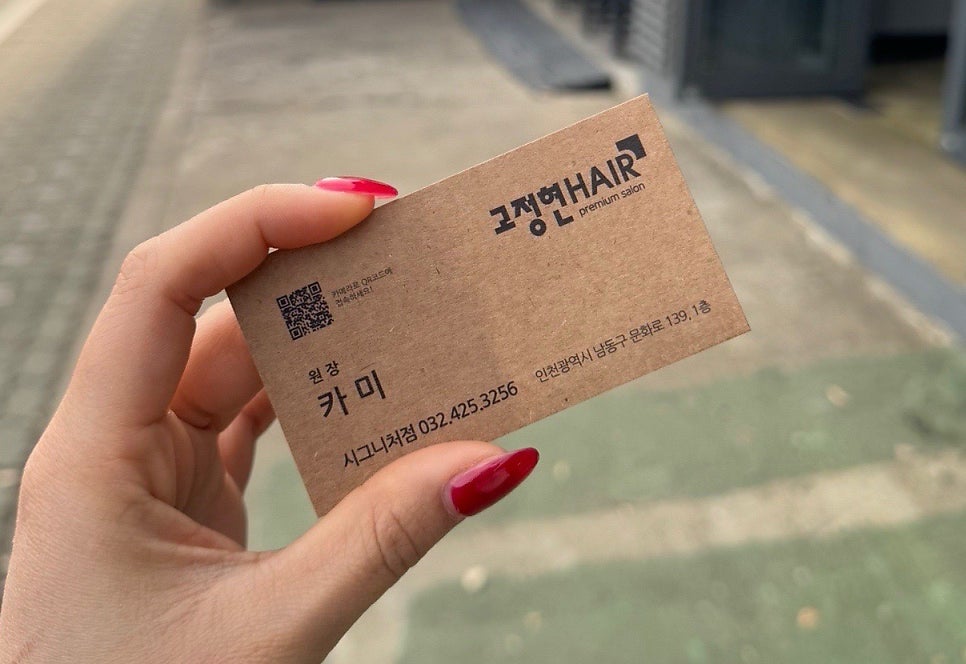 고정현HAIR
premium salon
카메라로 QR코드에
접속하세요!
원장
카미
시그니처점 032.425.3256
인천광역시 남동구 문화로 139, 1층